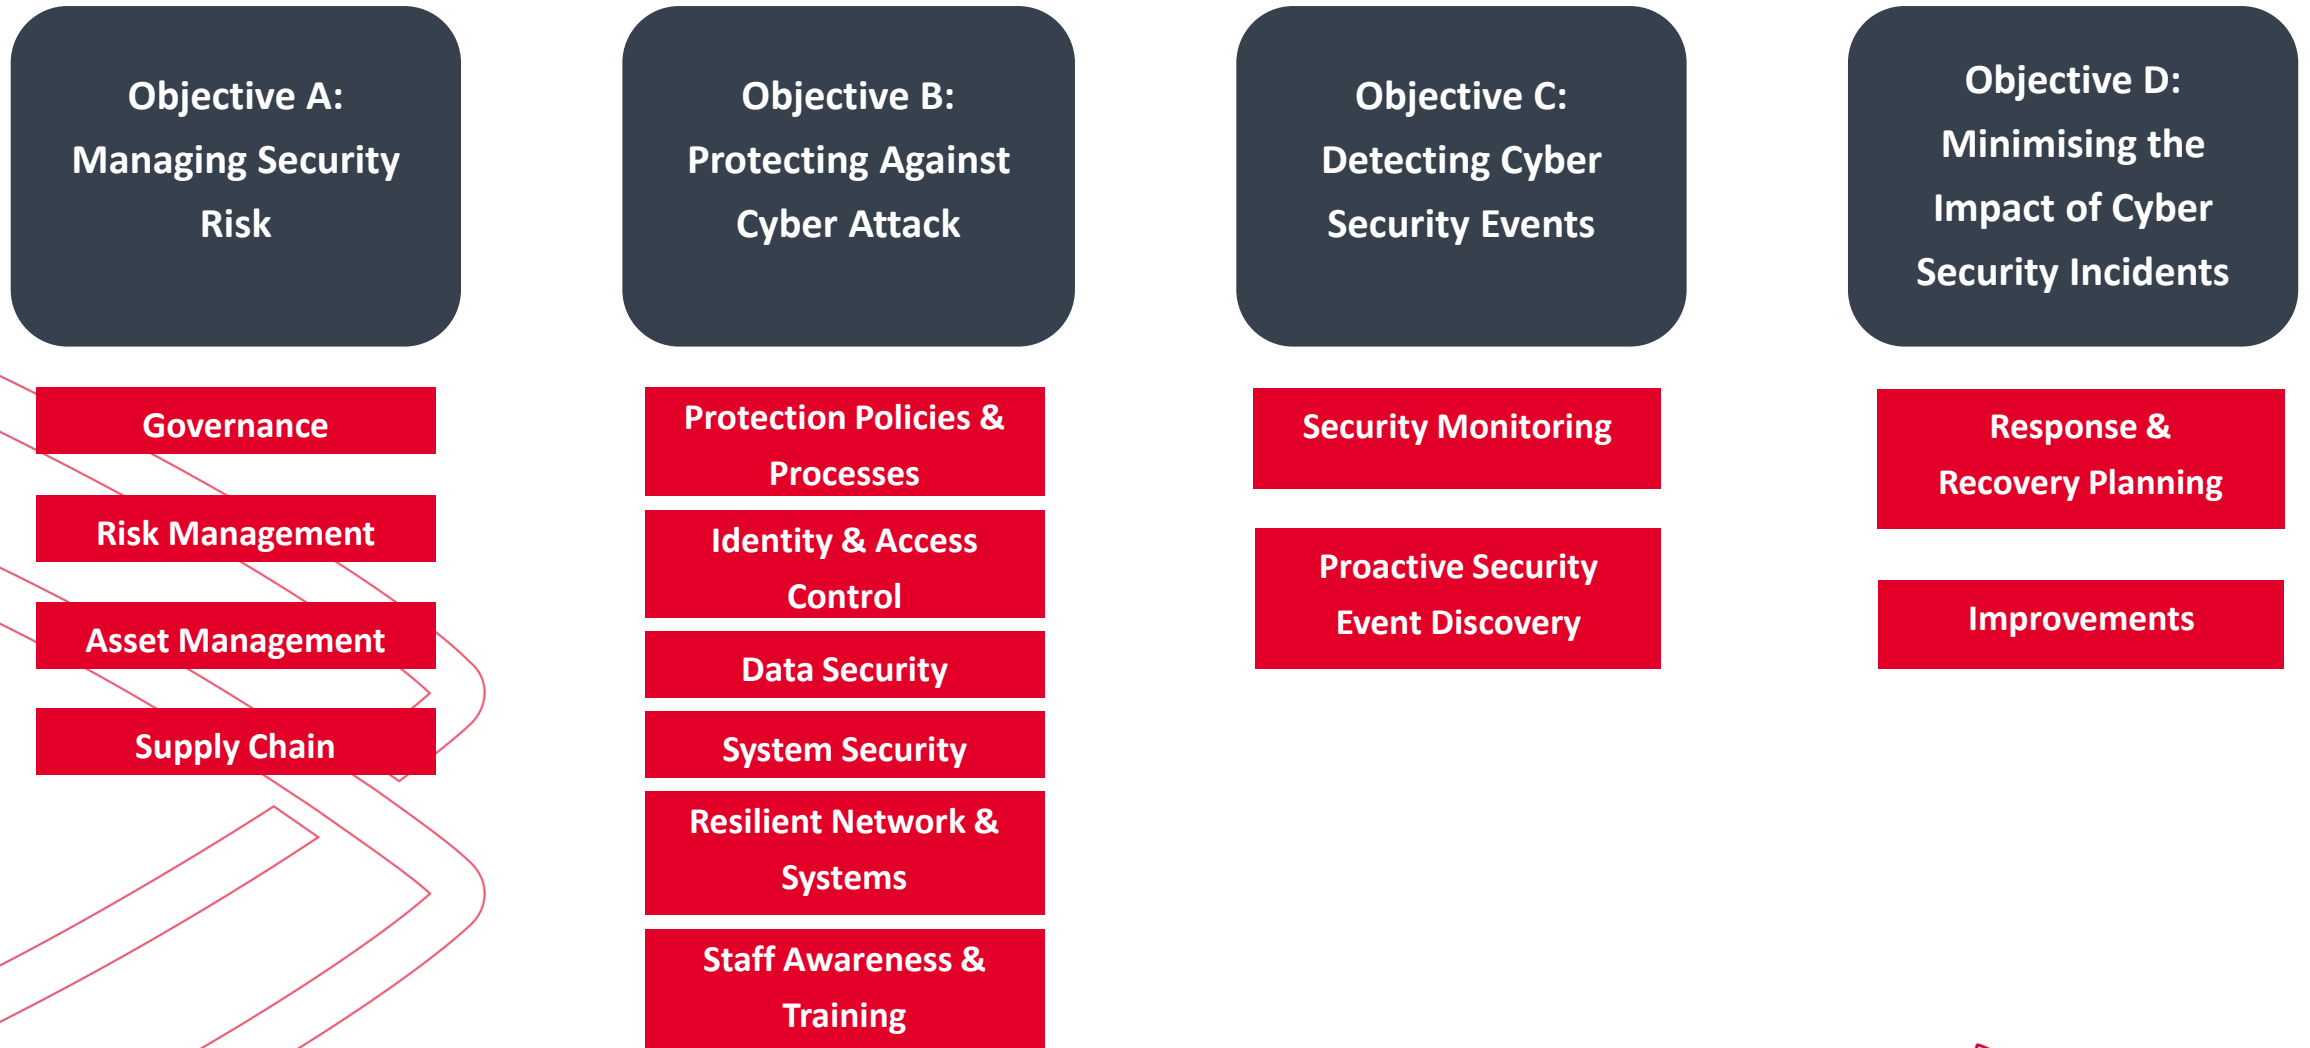 Objective A:
Managing Security
Risk
Governance
Risk Management
Asset Management
Supply Chain
Objective B:
Protecting Against
Cyber Attack
Protection Policies &
Processes
Identity & Access
Control
Data Security
System Security
Resilient Network &
Systems
Staff Awareness &
Training
Objective C:
Detecting Cyber
Security Events
Security Monitoring
Proactive Security
Event Discovery
Objective D:
Minimising the
Impact of Cyber
Security Incidents
Response &
Recovery Planning
Improvements